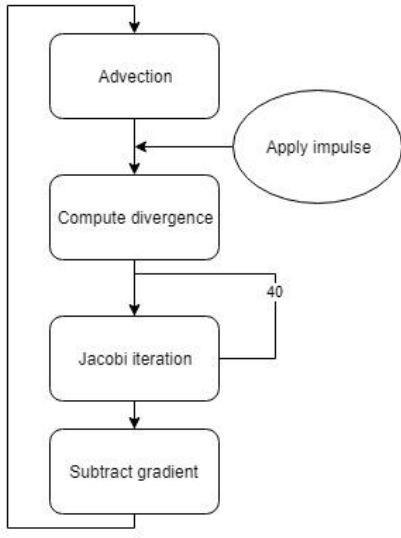 Advection
Apply impulse
Compute divergence
40
Jacobi iteration
Subtract gradient